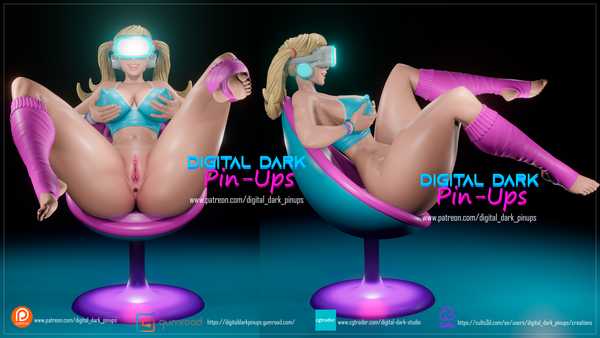 DIGITAL DARK
Pin-Ups
www.patreon.com/digital_dark_pinups
DIGITAL DARK
Pin-Ups
www.patreon.com/digital_dark_pinups
www.patreon.com/digital_dark_pinups
gumroad
https://digitaldarkpinups.gumroad.com/
cgtrader
www.cgtrader.com/digital-dark-studio
https://cults3d.com/en/users/digital_dark_pinups/creations